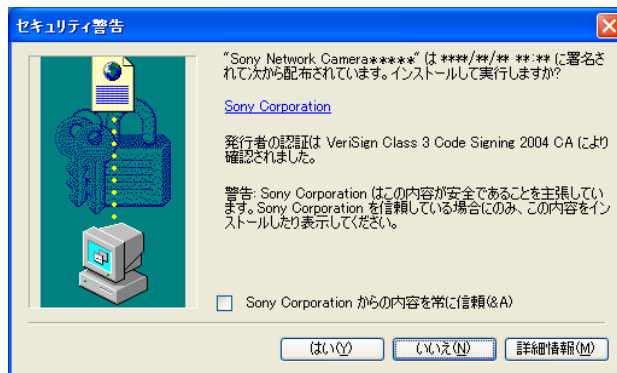 セキュリティ警告
"Sony Network Camera*****" は ****/**/** **:** に署名さ
れて次から配布されています。インストールして実行しますか?
Sony Corporation
発行者の認証は VeriSign Class 3 Code Signing 2004 CA により
確認されました。
警告: Sony Corporation はこの内容が安全であることを主張してい
ます。Sony Corporation を信頼している場合にのみ、この内容をイン
ストールしたり表示してください。
Sony Corporation からの内容を常に信頼(&A)
はい(Y) いいえ(N) 詳細情報(M)